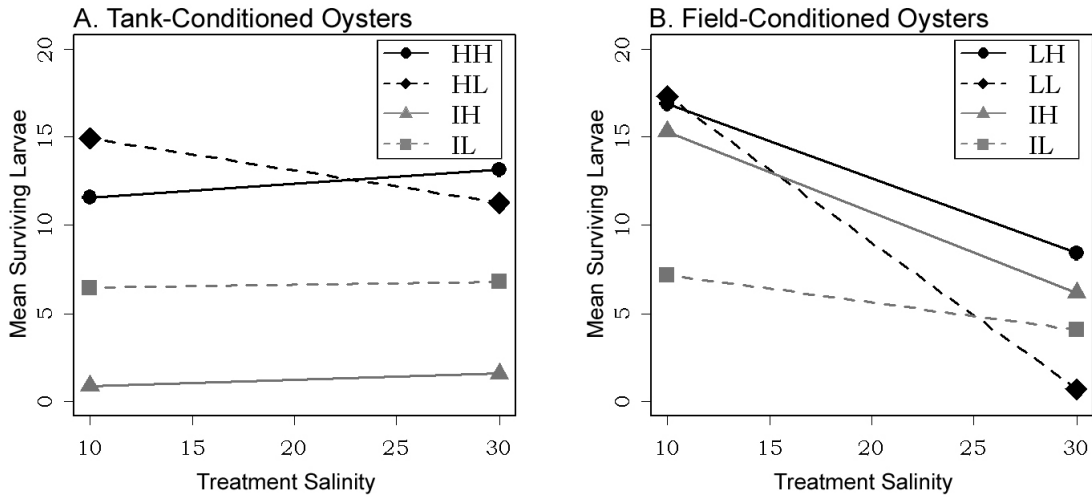 A. Tank-Conditioned Oysters
20
15
10
5
0
Mean Surviving Larvae
HH
HL
IH
IL
10 15 20 25 30
Treatment Salinity
B. Field-Conditioned Oysters
20
15
10
5
0
Mean Surviving Larvae
LH
LL
IH
IL
10 15 20 25 30
Treatment Salinity